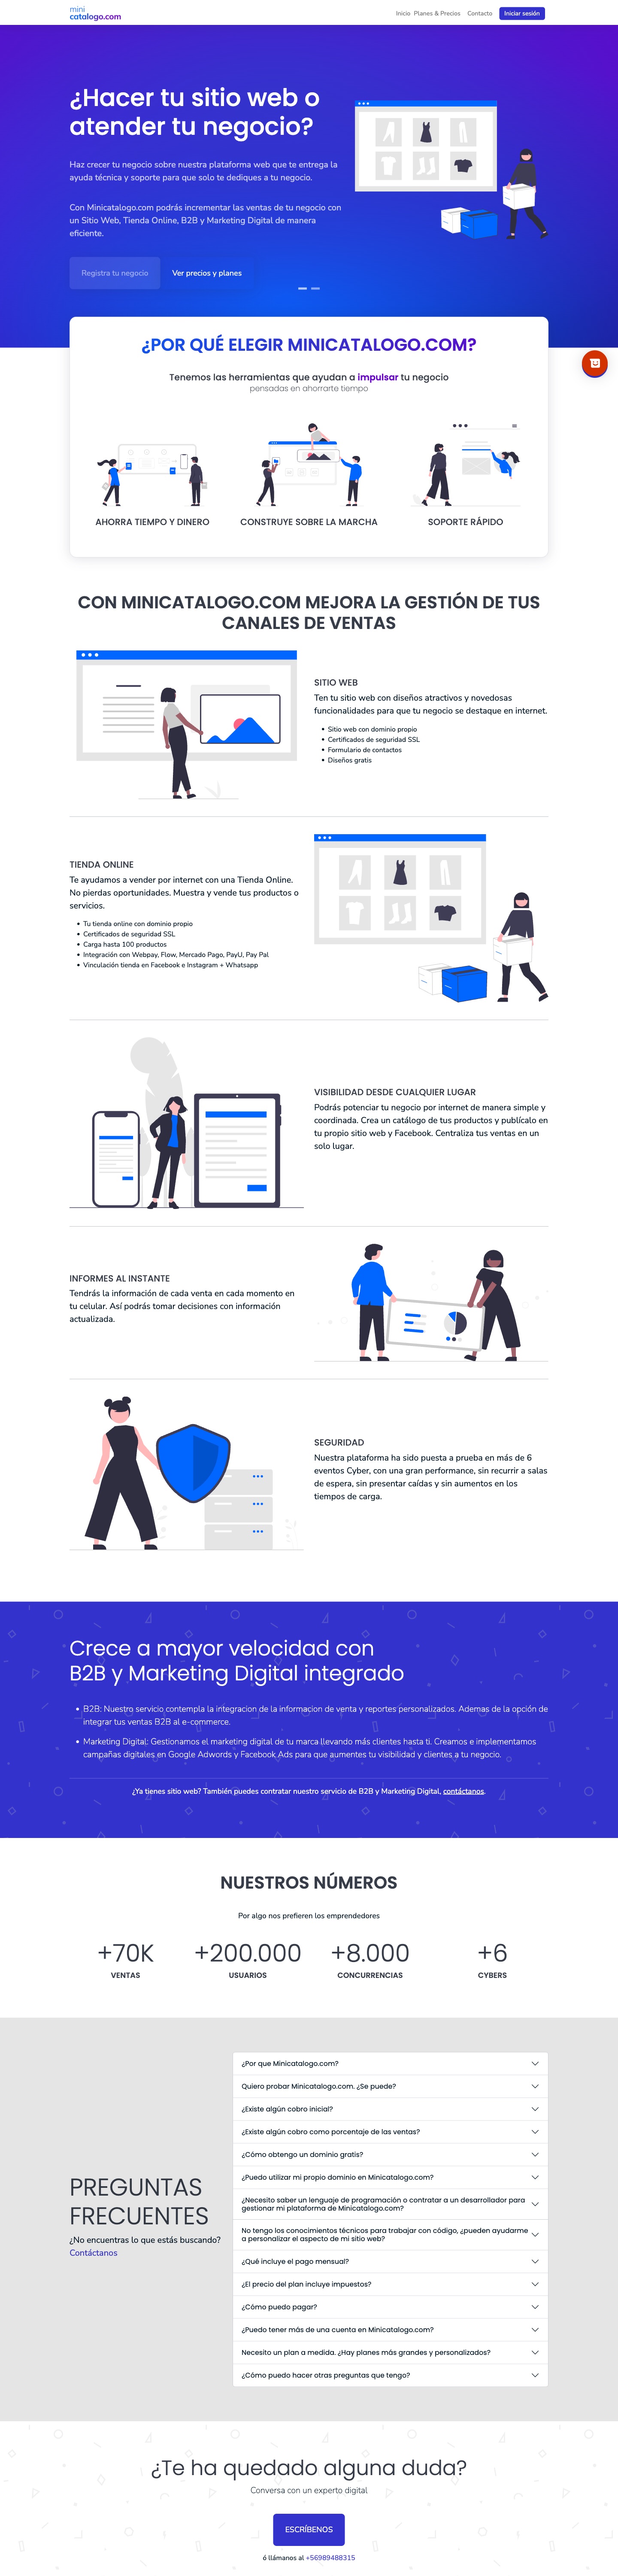 mini
catalogo.com
Inicio Planes & Precios Contacto Iniciar sesión
¿Hacer tu sitio web o
atender tu negocio?
Haz crecer tu negocio sobre nuestra plataforma web que te entrega la
ayuda técnica y soporte para que solo te dediques a tu negocio.
Con Minicatalogo.com podrás incrementar las ventas de tu negocio con
un Sitio Web, Tienda Online, B2B y Marketing Digital de manera
eficiente.
Registra tu negocio Ver precios y planes
¿POR QUÉ ELEGIR MINICATALOGO.COM?
Tenemos las herramientas que ayudan a impulsar tu negocio
pensadas en ahorrarte tiempo
AHORRA TIEMPO Y DINERO
CONSTRUYE SOBRE LA MARCHA
SOPORTE RÁPIDO
CON MINICATALOGO.COM MEJORA LA GESTIÓN DE TUS
CANALES DE VENTAS
SITIO WEB
Ten tu sitio web con diseños atractivos y novedosas
funcionalidades para que tu negocio se destaque en internet.
Sitio web con dominio propio
Certificados de seguridad SSL
Formulario de contactos
Diseños gratis
TIENDA ONLINE
Te ayudamos a vender por internet con una Tienda Online.
No pierdas oportunidades. Muestra y vende tus productos o
servicios.
Tu tienda online con dominio propio
Certificados de seguridad SSL
Carga hasta 100 productos
Integración con Webpay, Flow, Mercado Pago, PayU, Pay Pal
Vinculación tienda en Facebook e Instagram + Whatsapp
VISIBILIDAD DESDE CUALQUIER LUGAR
Podrás potenciar tu negocio por internet de manera simple y
coordinada. Crea un catálogo de tus productos y publícalo en
tu propio sitio web y Facebook. Centraliza tus ventas en un
solo lugar.
INFORMES AL INSTANTE
Tendrás la información de cada venta en cada momento en
tu celular. Así podrás tomar decisiones con información
actualizada.
SEGURIDAD
Nuestra plataforma ha sido puesta a prueba en más de 6
eventos Cyber, con una gran performance, sin recurrir a salas
de espera, sin presentar caídas y sin aumentos en los
tiempos de carga.
Crece a mayor velocidad con
B2B y Marketing Digital integrado
B2B: Nuestro servicio contempla la integracion de la informacion de venta y reportes personalizados. Ademas de la opción de
integrar tus ventas B2B al e-commerce.
Marketing Digital: Gestionamos el marketing digital de tu marca llevando más clientes hasta ti. Creamos e implementamos
campañas digitales en Google Adwords y Facebook Ads para que aumentes tu visibilidad y clientes a tu negocio.
¿Ya tienes sitio web? También puedes contratar nuestro servicio de B2B y Marketing Digital, contáctanos.
NUESTROS NÚMEROS
Por algo nos prefieren los emprendedores
+70K +200.000 +8.000 +6
VENTAS USUARIOS CONCURRENCIAS CYBERS
PREGUNTAS
FRECUENTES
¿No encuentras lo que estás buscando?
Contáctanos
¿Por que Minicatalogo.com?
Quiero probar Minicatalogo.com. ¿Se puede?
¿Existe algún cobro inicial?
¿Existe algún cobro como porcentaje de las ventas?
¿Cómo obtengo un dominio gratis?
¿Puedo utilizar mi propio dominio en Minicatalogo.com?
¿Necesito saber un lenguaje de programación o contratar a un desarrollador para
gestionar mi plataforma de Minicatalogo.com?
No tengo los conocimientos técnicos para trabajar con código, ¿pueden ayudarme
a personalizar el aspecto de mi sitio web?
¿Qué incluye el pago mensual?
¿El precio del plan incluye impuestos?
¿Cómo puedo pagar?
¿Puedo tener más de una cuenta en Minicatalogo.com?
Necesito un plan a medida. ¿Hay planes más grandes y personalizados?
¿Cómo puedo hacer otras preguntas que tengo?
¿Te ha quedado alguna duda?
Conversa con un experto digital
ESCRÍBENOS
ó llámanos al +56989488315